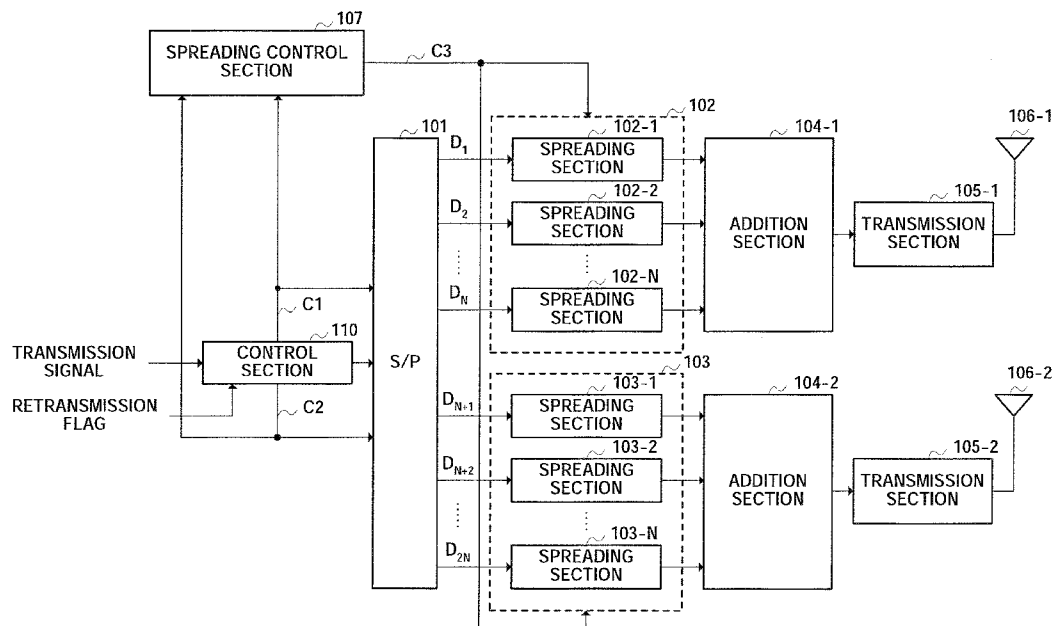 107
SPREADING CONTROL
SECTION
C3
102
101
D1
102-1
SPREADING
SECTION
104-1
106-1
D2
102-2
SPREADING
SECTION
ADDITION
SECTION
105-1
TRANSMISSION
SECTION
DN
102-N
SPREADING
SECTION
C1
110
TRANSMISSION
SIGNAL
CONTROL
SECTION
S/P
RETRANSMISSION
FLAG
C2
103
DN+1
103-1
SPREADING
SECTION
104-2
106-2
DN+2
103-2
SPREADING
SECTION
ADDITION
SECTION
105-2
TRANSMISSION
SECTION
D2N
103-N
SPREADING
SECTION